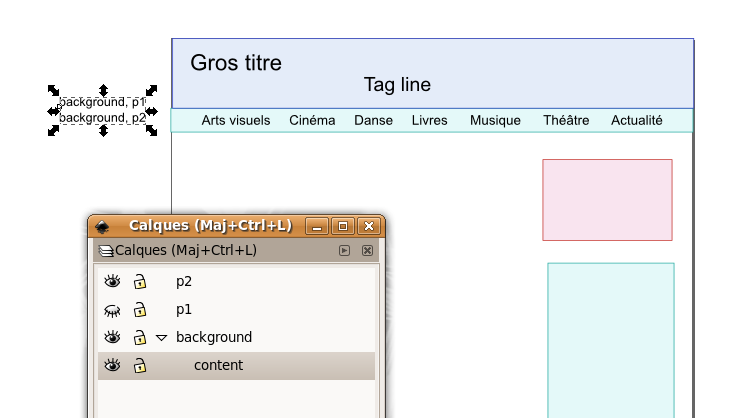 Gros titre
Tag line
background, p1
background, p2
Arts visuels Cinéma Danse Livres Musique Théâtre Actualité
Calques (Maj+Ctrl+L)
Calques (Maj+Ctrl+L)
p2
p1
background
content